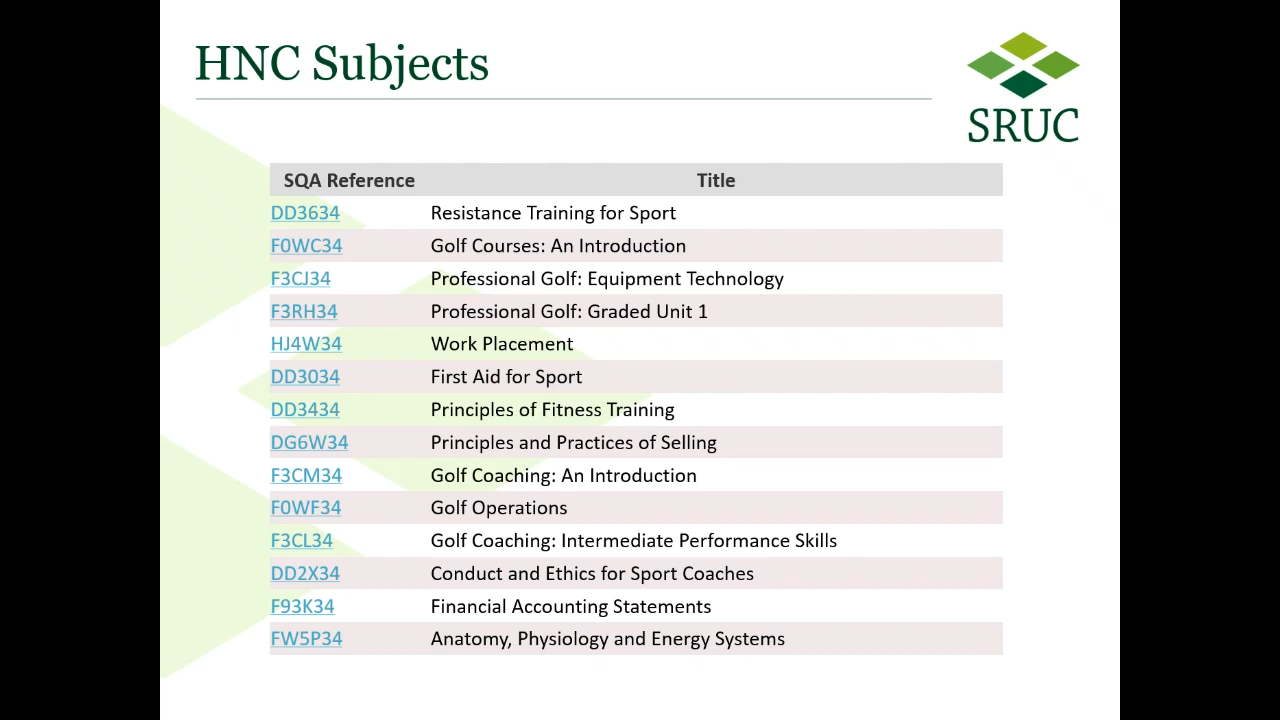 HNC Subjects
SRUC
SQA Reference Title
DD3634 Resistance Training for Sport
F0WC34 Golf Courses: An Introduction
F3CJ34 Professional Golf: Equipment Technology
F3RH34 Professional Golf: Graded Unit 1
HJ4W34 Work Placement
DD3034 First Aid for Sport
DD3434 Principles of Fitness Training
DG6W34 Principles and Practices of Selling
F3CM34 Golf Coaching: An Introduction
F0WF34 Golf Operations
F3CL34 Golf Coaching: Intermediate Performance Skills
DD2X34 Conduct and Ethics for Sport Coaches
F93K34 Financial Accounting Statements
FW5P34 Anatomy, Physiology and Energy Systems